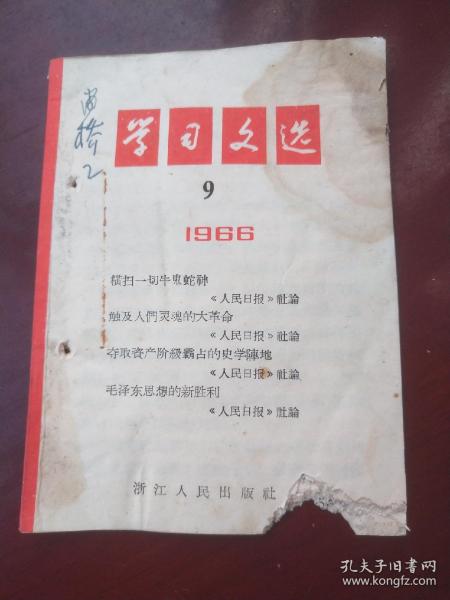 学习文选
9
1966
横扫一切牛鬼蛇神
《人民日报》社論
触及人們灵魂的大革命
《人民日报》社論
夺取資产阶級霸占的史学陣地
《人民日报》社論
毛泽东思想的新胜利
《人民日报》社論
浙江人民出版社
孔夫子旧书网
www.kongfz.com